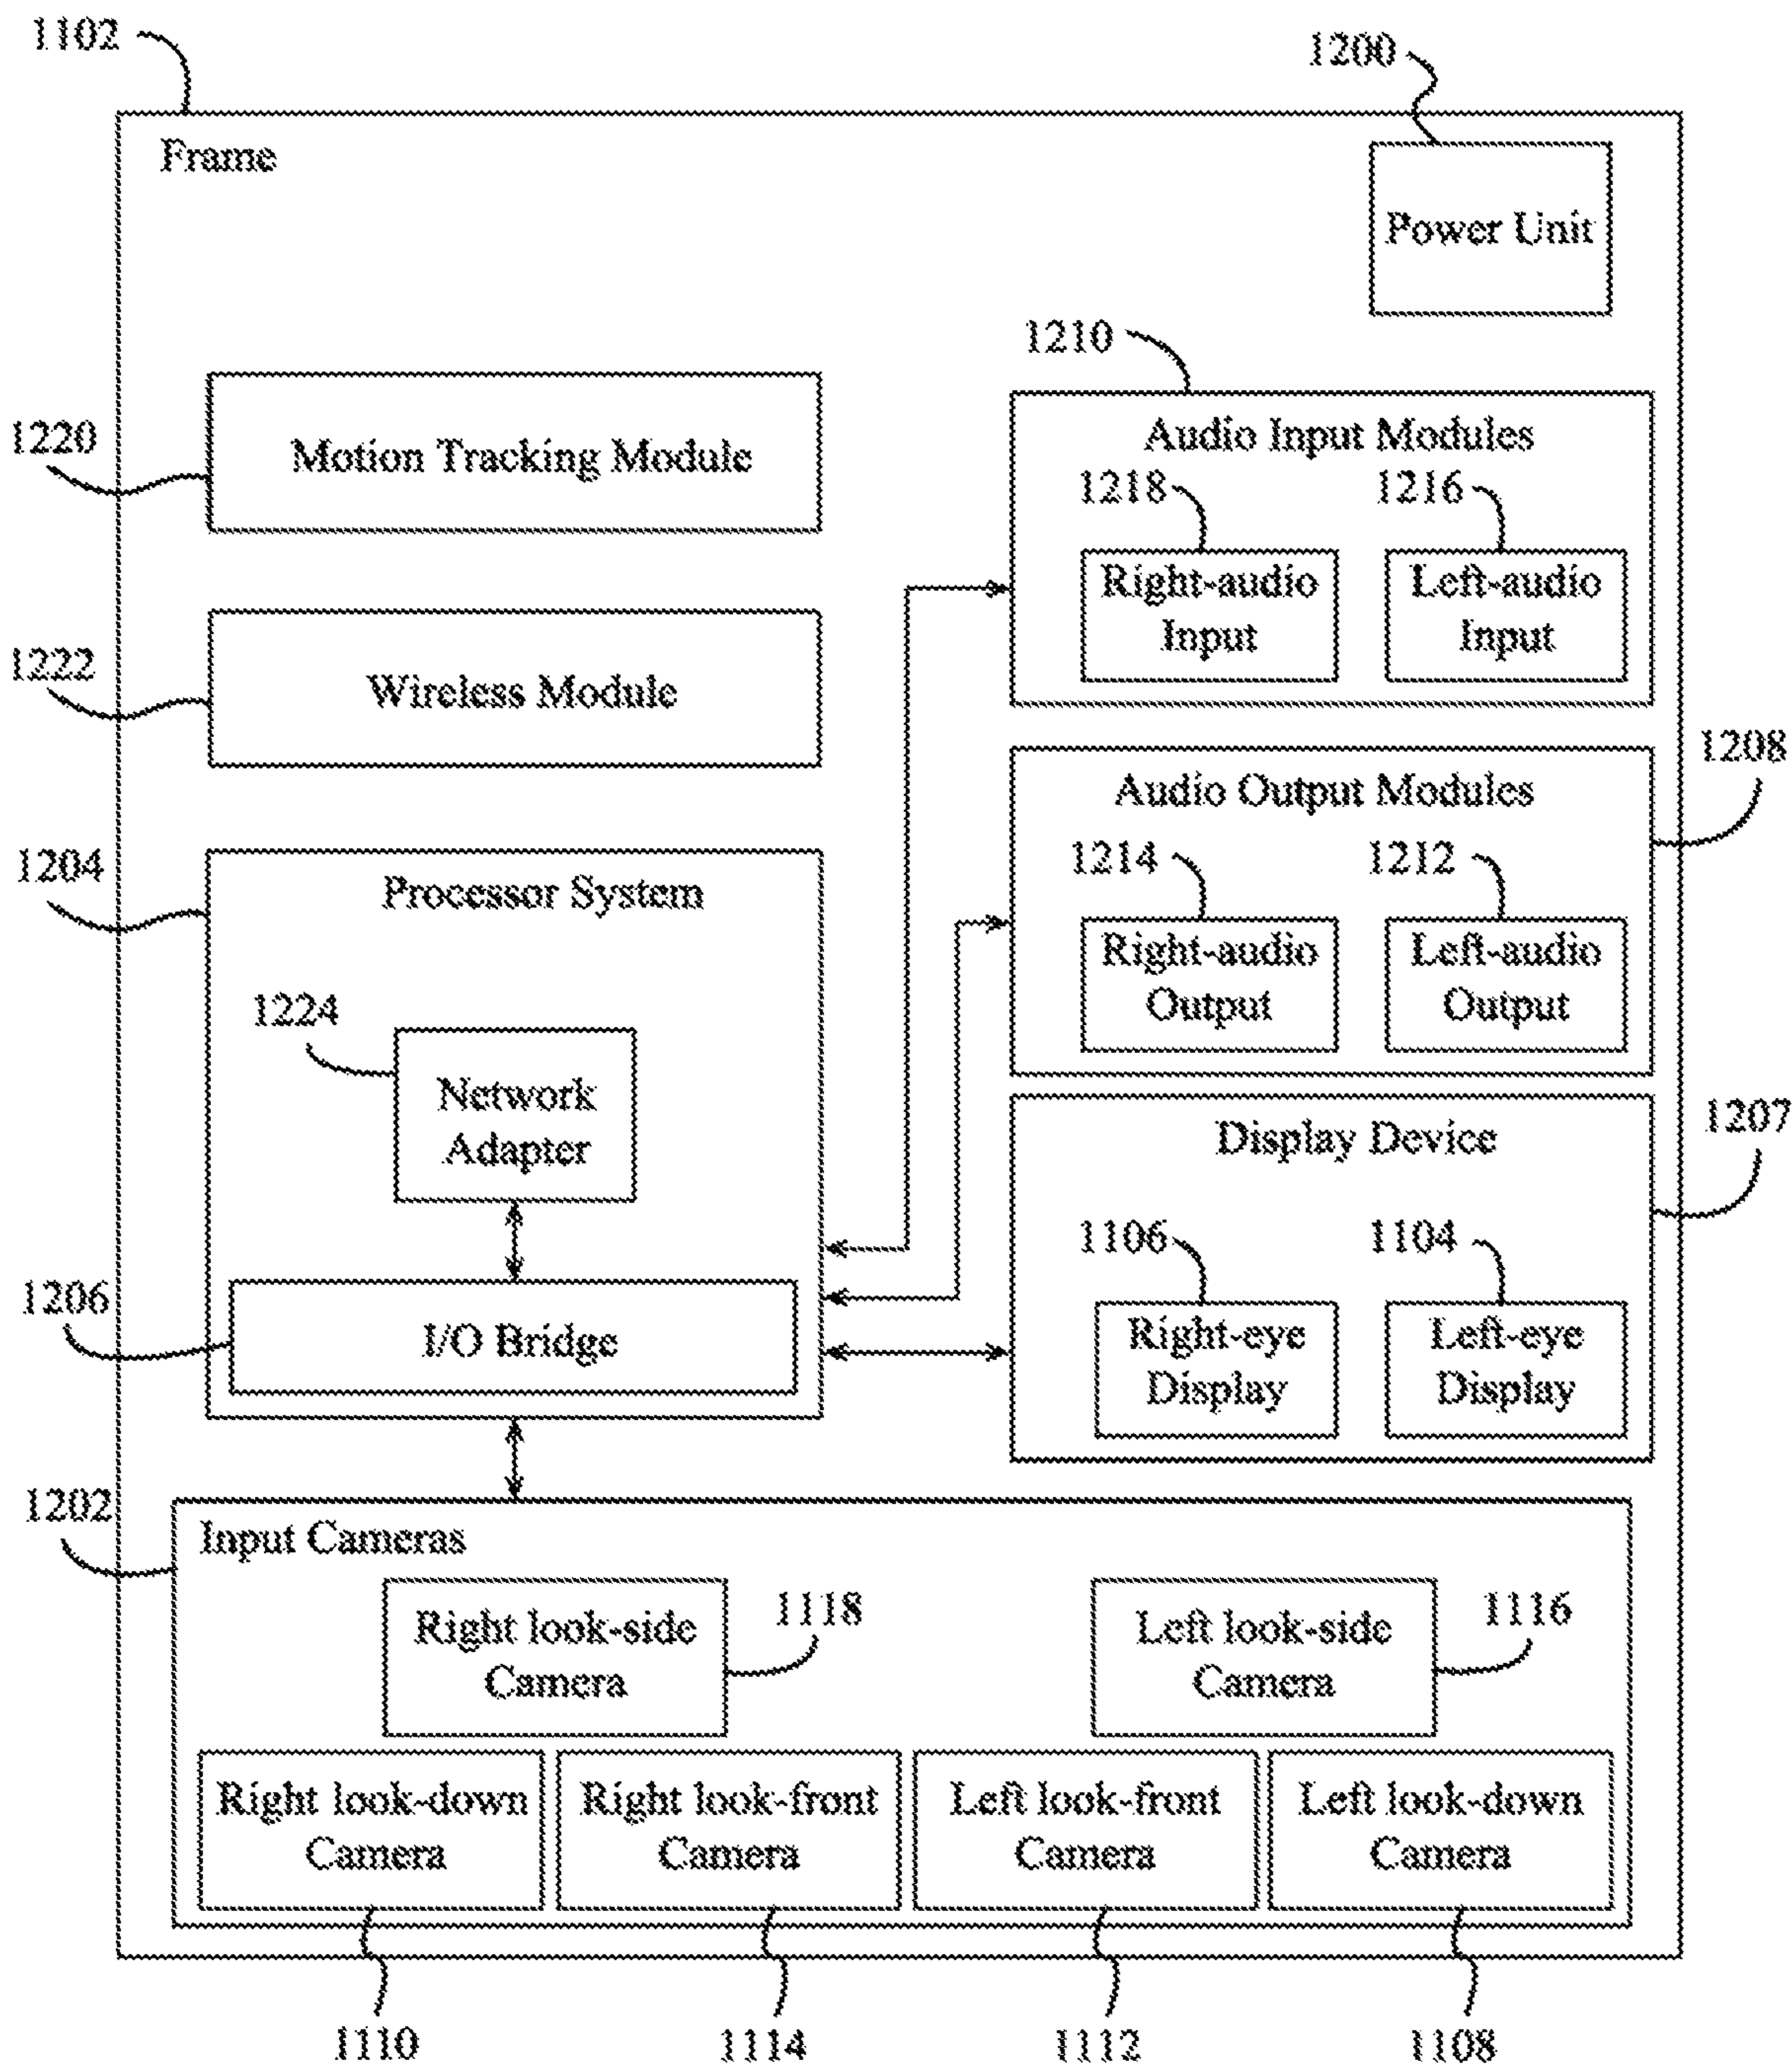 1102
1200
Frame
Power Unit
1210
1220
Motion Tracking Module
Audio Input Modules
1218
1216
Right-audio
Input
Left-audio
Input
1222
Wireless Module
1208
Audio Output Modules
1214
1212
Right-audio
Output
Left-audio
Output
1204
Processor System
1224
Network
Adapter
1207
Display Device
1106
1104
Right-eye
Display
Left-eye
Display
1206
I/O Bridge
1202
Input Cameras
Right look-side
Camera
1118
Left look-side
Camera
1116
Right look-down
Camera
Right look-front
Camera
Left look-front
Camera
Left look-down
Camera
1110
1114
1112
1108